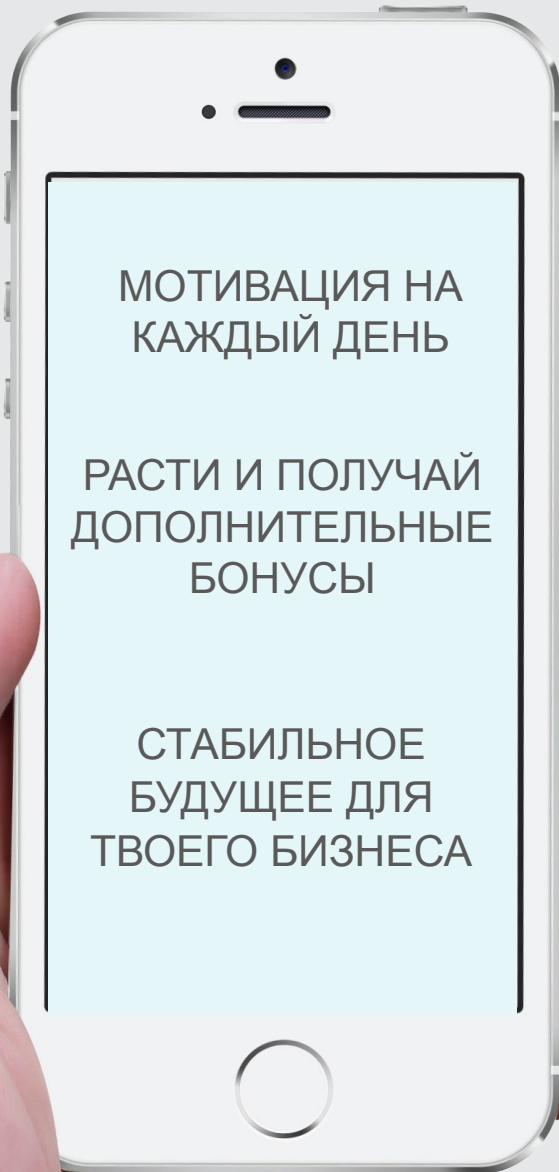 МОТИВАЦИЯ НА
КАЖДЫЙ ДЕНЬ
РАСТИ И ПОЛУЧАЙ
ДОПОЛНИТЕЛЬНЫЕ
БОНУСЫ
СТАБИЛЬНОЕ
БУДУЩЕЕ ДЛЯ
ТВОЕГО БИЗНЕСА